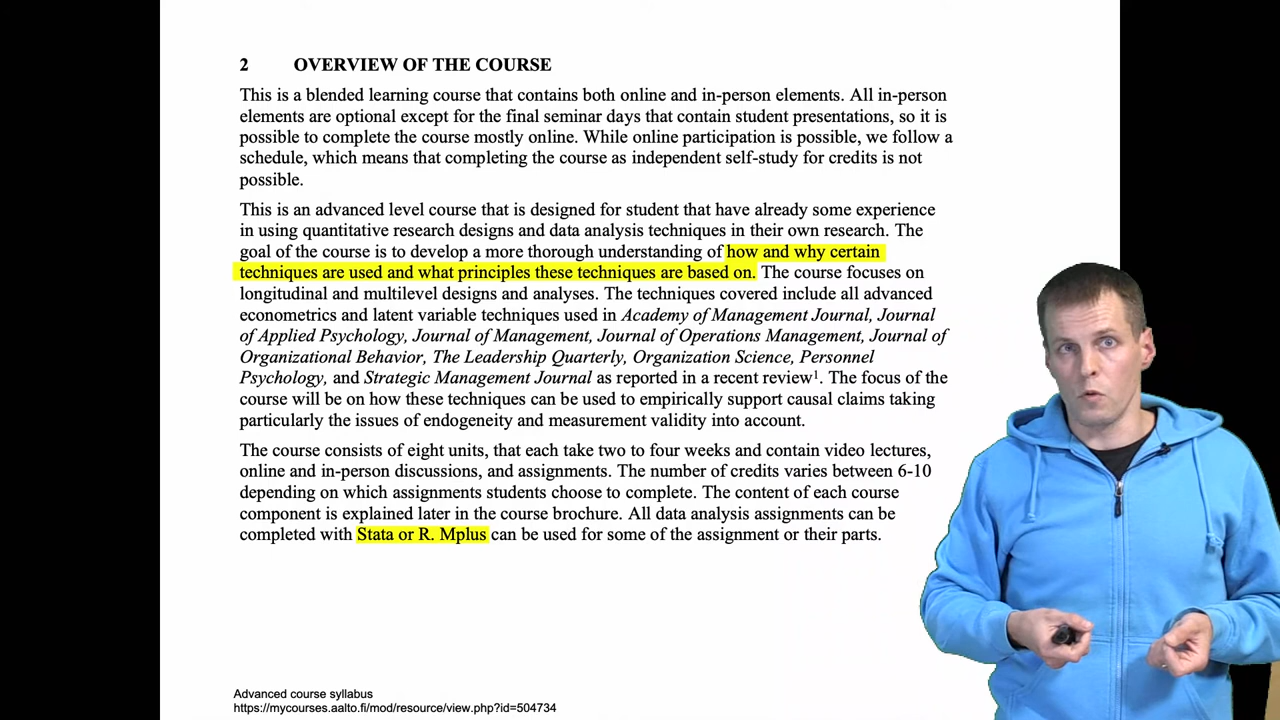 2 OVERVIEW OF THE COURSE
This is a blended learning course that contains both online and in-person elements. All in-person
elements are optional except for the final seminar days that contain student presentations, so it is
possible to complete the course mostly online. While online participation is possible, we follow a
schedule, which means that completing the course as independent self-study for credits is not
possible.
This is an advanced level course that is designed for student that have already some experience
in using quantitative research designs and data analysis techniques in their own research. The
goal of the course is to develop a more thorough understanding of how and why certain
techniques are used and what principles these techniques are based on. The course focuses on
longitudinal and multilevel designs and analyses. The techniques covered include all advanced
econometrics and latent variable techniques used in Academy of Management Journal, Journal
of Applied Psychology, Journal of Management, Journal of Operations Management, Journal of
Organizational Behavior, The Leadership Quarterly, Organization Science, Personnel
Psychology, and Strategic Management Journal as reported in a recent review¹. The focus of the
course will be on how these techniques can be used to empirically support causal claims taking
particularly the issues of endogeneity and measurement validity into account.
The course consists of eight units, that each take two to four weeks and contain video lectures,
online and in-person discussions, and assignments. The number of credits varies between 6-10
depending on which assignments students choose to complete. The content of each course
component is explained later in the course brochure. All data analysis assignments can be
completed with Stata or R. Mplus can be used for some of the assignment or their parts.
Advanced course syllabus
https://mycourses.aalto.fi/mod/resource/view.php?id=504734